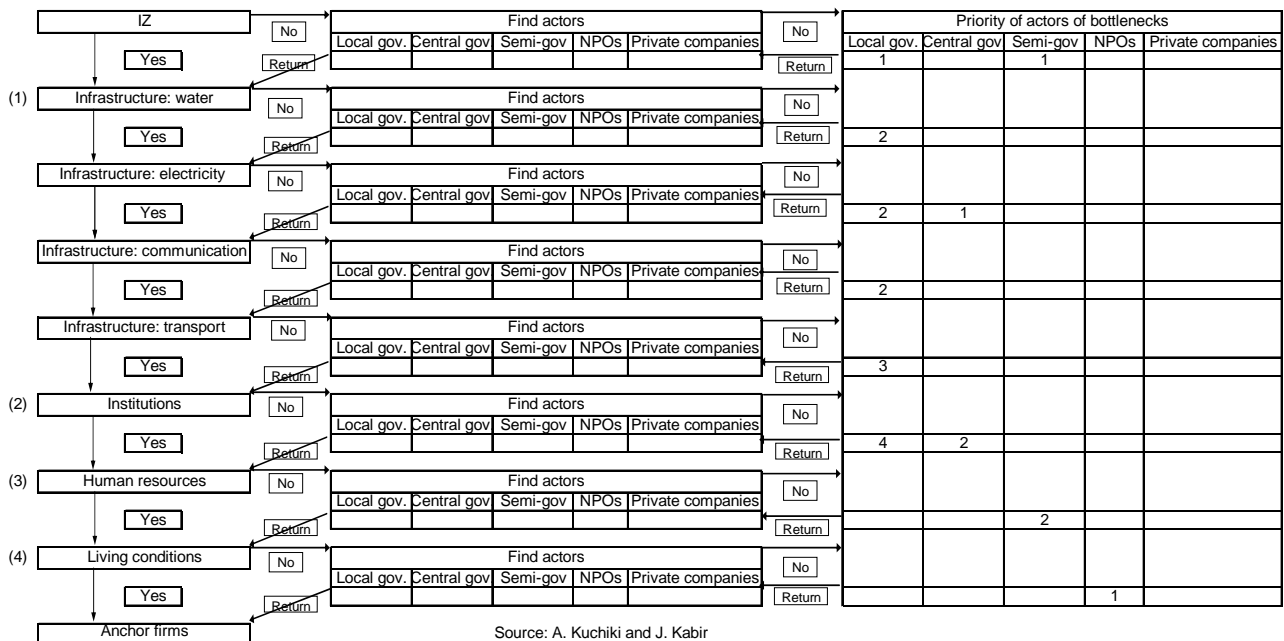 IZ No Find actors No Priority of actors of bottlenecks
Local gov. Central gov Semi-gov NPOs Private companies Local gov. Central gov Semi-gov NPOs Private companies
Yes Return Return 1 1
(1) Infrastructure: water No Find actors No
Local gov. Central gov Semi-gov NPOs Private companies
Yes Return Return 2
Infrastructure: electricity No Find actors No
Local gov. Central gov Semi-gov NPOs Private companies
Yes Return Return 2 1
Infrastructure: communication No Find actors No
Local gov. Central gov Semi-gov NPOs Private companies
Yes Return Return 2
Infrastructure: transport No Find actors No
Local gov. Central gov Semi-gov NPOs Private companies
Yes Return Return 3
(2) Institutions No Find actors No
Local gov. Central gov Semi-gov NPOs Private companies
Yes Return Return 4 2
(3) Human resources No Find actors No
Local gov. Central gov Semi-gov NPOs Private companies
Yes Return Return 2
(4) Living conditions No Find actors No
Local gov. Central gov Semi-gov NPOs Private companies
Yes Return Return 1
Anchor firms Source: A. Kuchiki and J. Kabir